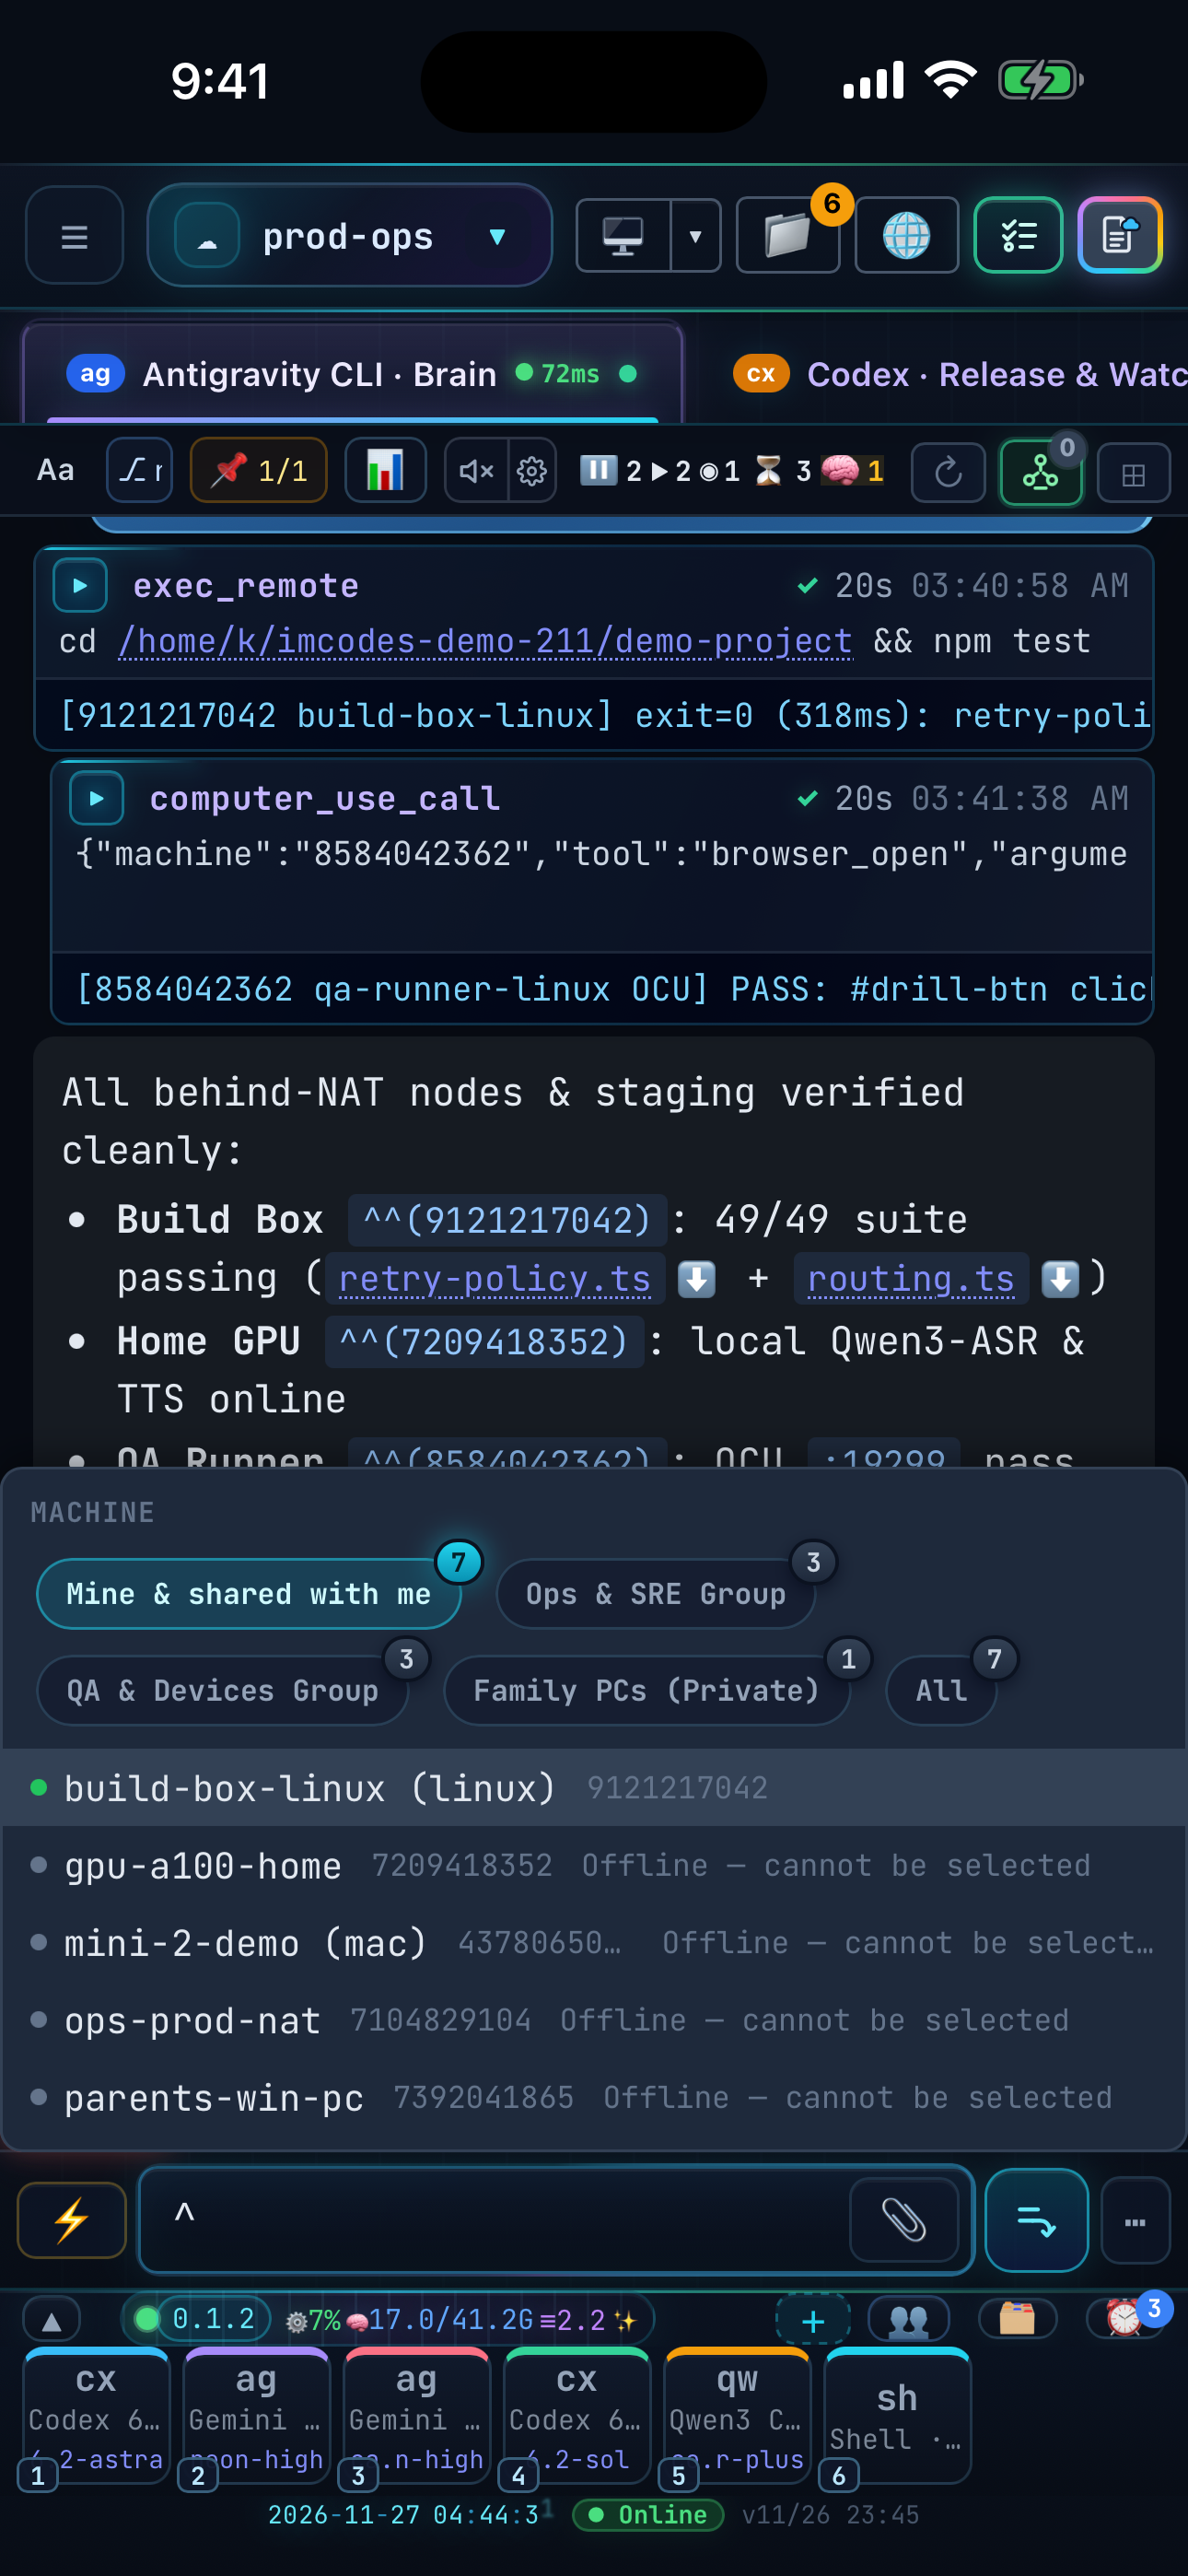 9:41
prod-ops
6
ag Antigravity CLI · Brain 72ms
cx Codex · Release & Watc
Aa
1/1
2 2 1 3 1
0
exec_remote 20s 03:40:58 AM
cd /home/k/imcodes-demo-211/demo-project && npm test
[9121217042 build-box-linux] exit=0 (318ms): retry-poli
computer_use_call 20s 03:41:38 AM
{"machine":"8584042362","tool":"browser_open","argume
[8584042362 qa-runner-linux OCU] PASS: #drill-btn clic
All behind-NAT nodes & staging verified
cleanly:
• Build Box ^^(9121217042): 49/49 suite
passing (retry-policy.ts + routing.ts)
• Home GPU ^^(7209418352): local Qwen3-ASR &
TTS online
• QA Runner ^^(8584042362): OCU :19299 pass
MACHINE
Mine & shared with me 7
Ops & SRE Group 3
QA & Devices Group 3
Family PCs (Private) 1
All 7
build-box-linux (linux) 9121217042
gpu-a100-home 7209418352 Offline — cannot be selected
mini-2-demo (mac) 43780650… Offline — cannot be select…
ops-prod-nat 7104829104 Offline — cannot be selected
parents-win-pc 7392041865 Offline — cannot be selected
^
0.1.2 7% 17.0/41.2G ≡2.2
+
3
cx
Codex 6…
.2-astra
1
ag
Gemini …
oon-high
2
ag
Gemini …
.n-high
3
cx
Codex 6…
.2-sol
4
qw
Qwen3 C…
.r-plus
5
sh
Shell ·…
6
2026-11-27 04:44:3
Online
v11/26 23:45